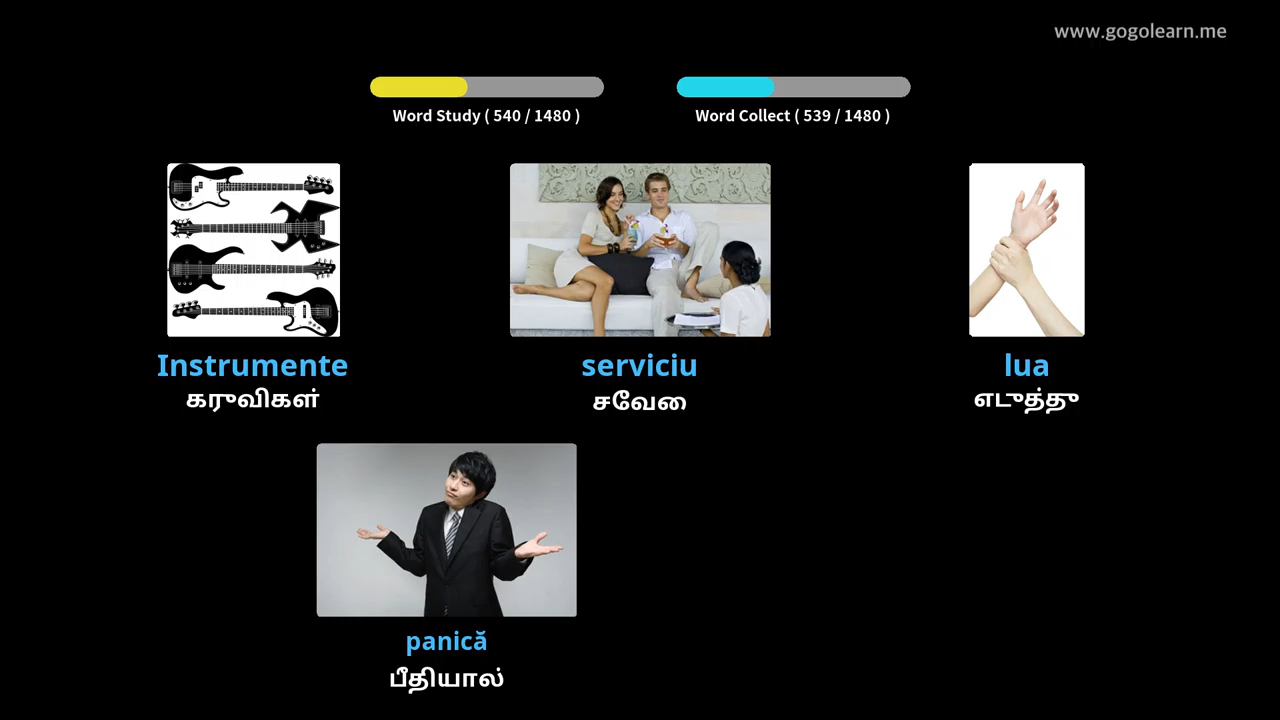 www.gogolearn.me
Word Study ( 540 / 1480 )
Word Collect ( 539 / 1480 )
Instrumente
கருவிகள்
serviciu
சவேை
lua
எடுத்து
panică
பீதியால்